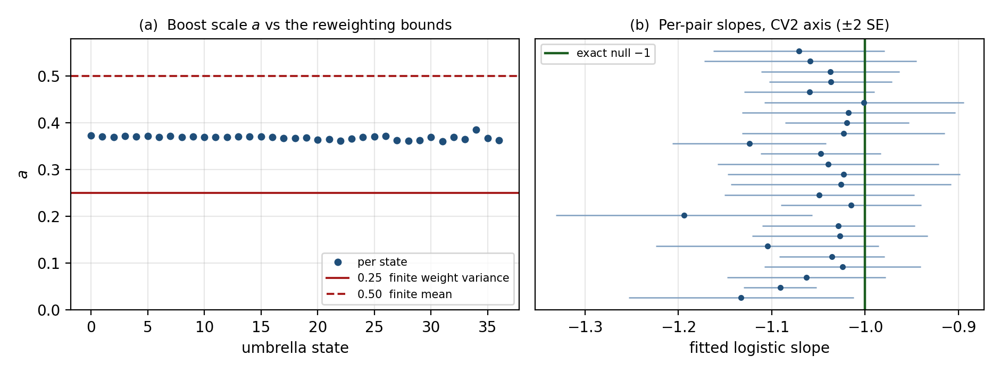 (a)  Boost scale a vs the reweighting bounds
a
0.5
0.4
0.3
0.2
0.1
0.0
per state
0.25  finite weight variance
0.50  finite mean
0 5 10 15 20 25 30 35
umbrella state
(b)  Per-pair slopes, CV2 axis (±2 SE)
exact null −1
−1.3 −1.2 −1.1 −1.0 −0.9
fitted logistic slope